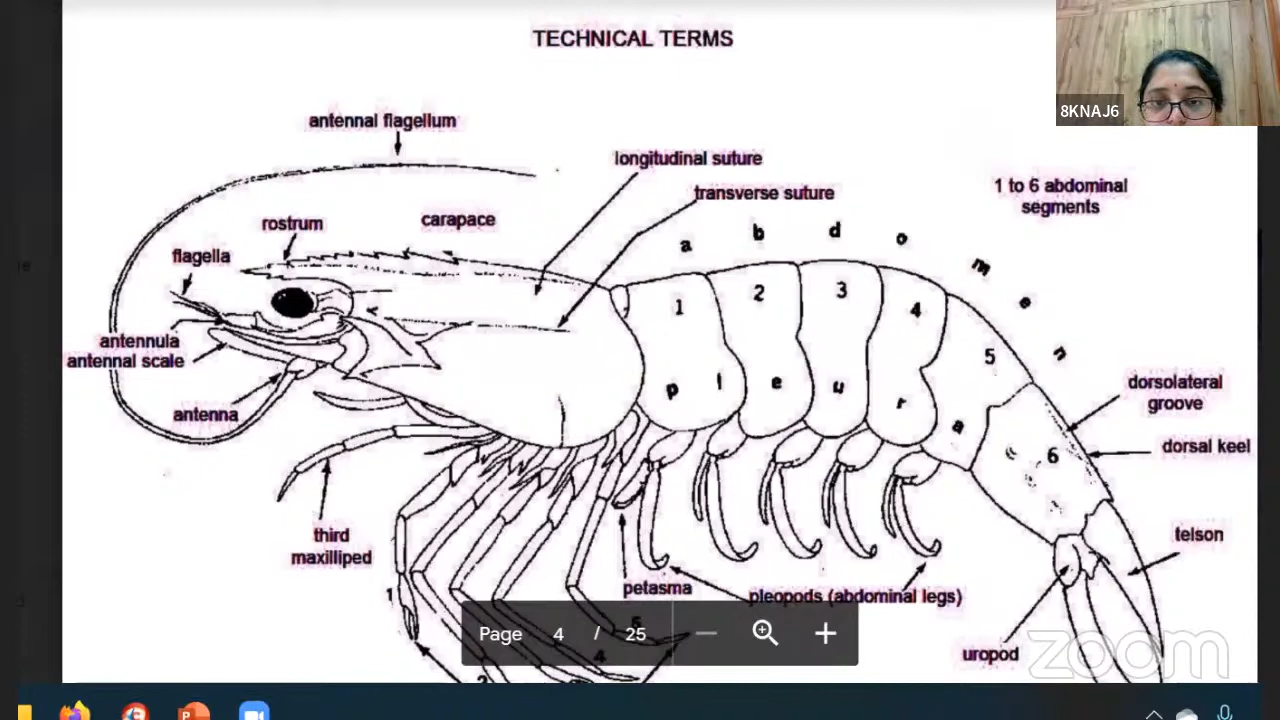 TECHNICAL TERMS
8KNAJ6
antennal flagellum
longitudinal suture
transverse suture
1 to 6 abdominal
segments
rostrum
carapace
flagella
a b d o m e n
1 2 3 4 5 6
p l e u r a
antennula
antennal scale
antenna
dorsolateral
groove
dorsal keel
third
maxilliped
telson
petasma
pleopods (abdominal legs)
uropod
1
2
4
5
Page 4 / 25
zoom